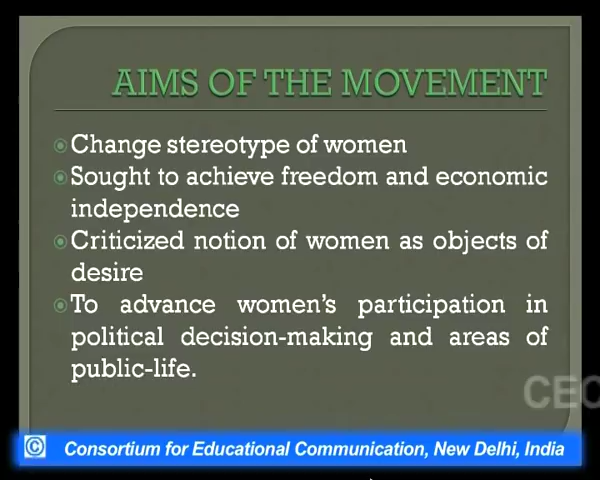 AIMS OF THE MOVEMENT
Change stereotype of women
Sought to achieve freedom and economic
independence
Criticized notion of women as objects of
desire
To advance women's participation in
political decision-making and areas of
public-life.
CEC
© Consortium for Educational Communication, New Delhi, India